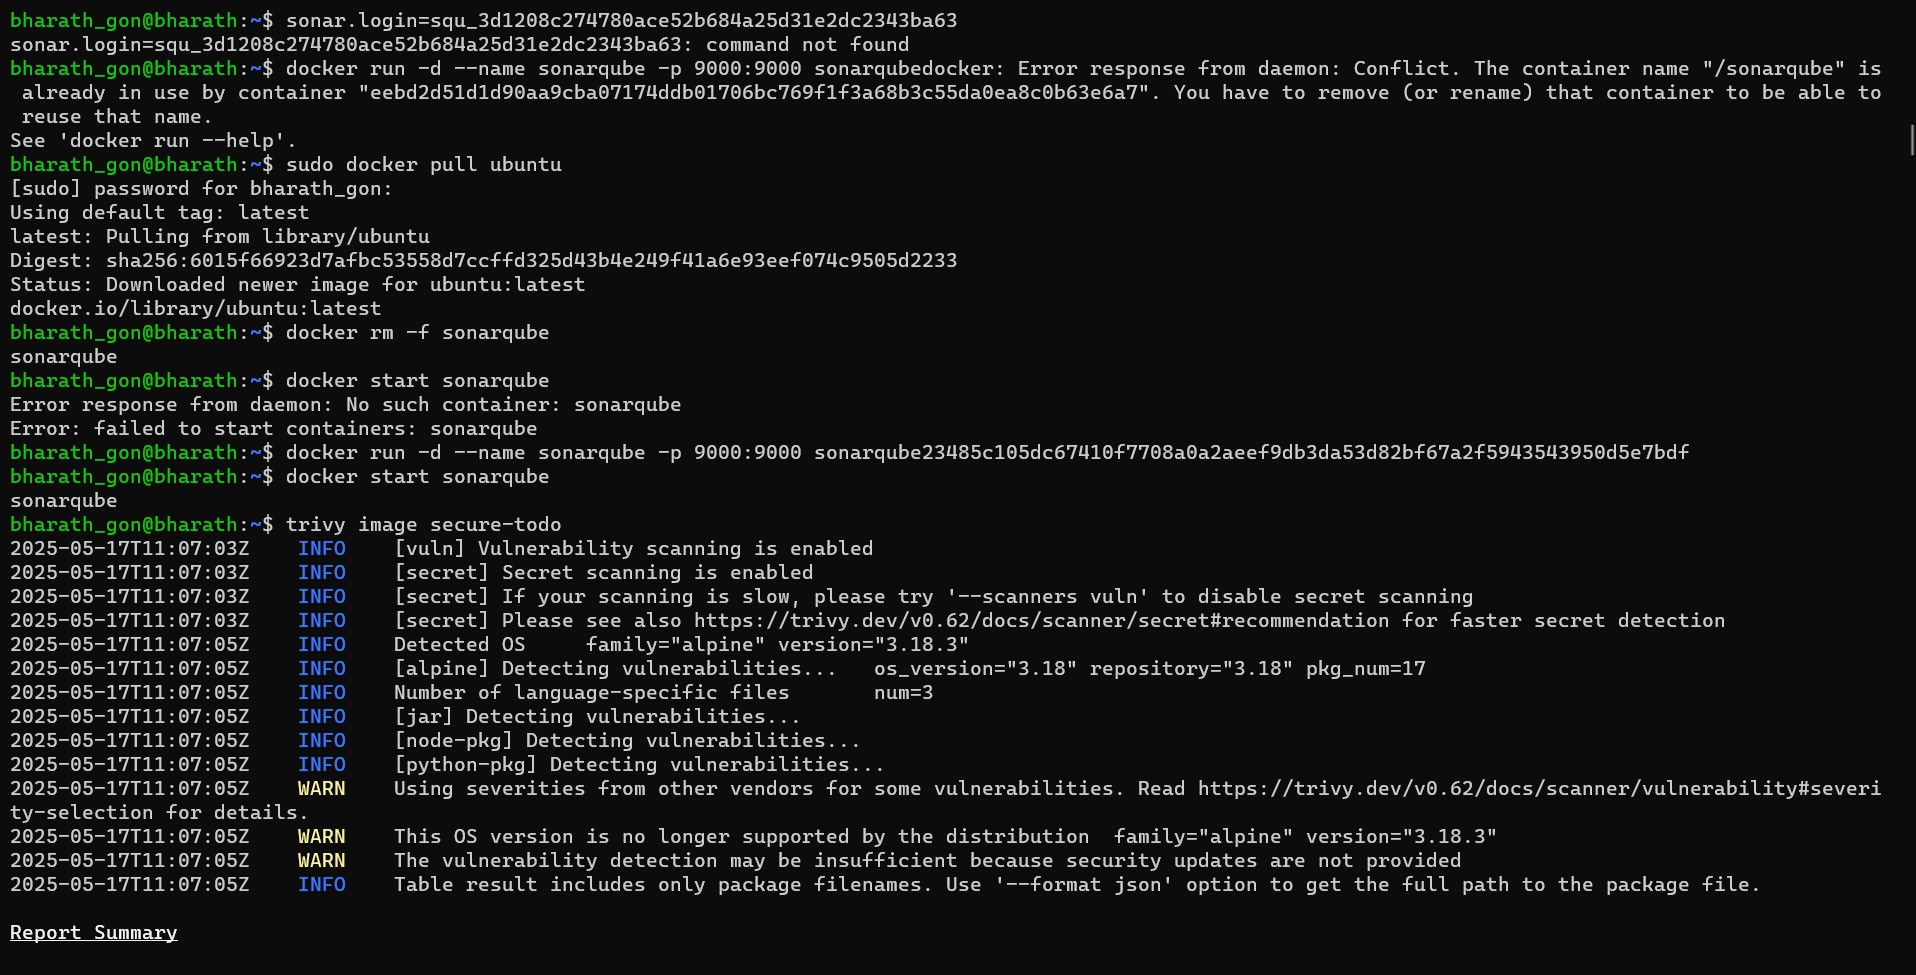 bharath_gon@bharath:~$ sonar.login=squ_3d1208c274780ace52b684a25d31e2dc2343ba63
sonar.login=squ_3d1208c274780ace52b684a25d31e2dc2343ba63: command not found
bharath_gon@bharath:~$ docker run -d --name sonarqube -p 9000:9000 sonarqubedocker: Error response from daemon: Conflict. The container name "/sonarqube" is
 already in use by container "eebd2d51d1d90aa9cba07174ddb01706bc769f1f3a68b3c55da0ea8c0b63e6a7". You have to remove (or rename) that container to be able to
 reuse that name.
See 'docker run --help'.
bharath_gon@bharath:~$ sudo docker pull ubuntu
[sudo] password for bharath_gon:
Using default tag: latest
latest: Pulling from library/ubuntu
Digest: sha256:6015f66923d7afbc53558d7ccffd325d43b4e249f41a6e93eef074c9505d2233
Status: Downloaded newer image for ubuntu:latest
docker.io/library/ubuntu:latest
bharath_gon@bharath:~$ docker rm -f sonarqube
sonarqube
bharath_gon@bharath:~$ docker start sonarqube
Error response from daemon: No such container: sonarqube
Error: failed to start containers: sonarqube
bharath_gon@bharath:~$ docker run -d --name sonarqube -p 9000:9000 sonarqube23485c105dc67410f7708a0a2aeef9db3da53d82bf67a2f5943543950d5e7bdf
bharath_gon@bharath:~$ docker start sonarqube
sonarqube
bharath_gon@bharath:~$ trivy image secure-todo
2025-05-17T11:07:03Z    INFO    [vuln] Vulnerability scanning is enabled
2025-05-17T11:07:03Z    INFO    [secret] Secret scanning is enabled
2025-05-17T11:07:03Z    INFO    [secret] If your scanning is slow, please try '--scanners vuln' to disable secret scanning
2025-05-17T11:07:03Z    INFO    [secret] Please see also https://trivy.dev/v0.62/docs/scanner/secret#recommendation for faster secret detection
2025-05-17T11:07:05Z    INFO    Detected OS     family="alpine" version="3.18.3"
2025-05-17T11:07:05Z    INFO    [alpine] Detecting vulnerabilities...   os_version="3.18" repository="3.18" pkg_num=17
2025-05-17T11:07:05Z    INFO    Number of language-specific files       num=3
2025-05-17T11:07:05Z    INFO    [jar] Detecting vulnerabilities...
2025-05-17T11:07:05Z    INFO    [node-pkg] Detecting vulnerabilities...
2025-05-17T11:07:05Z    INFO    [python-pkg] Detecting vulnerabilities...
2025-05-17T11:07:05Z    WARN    Using severities from other vendors for some vulnerabilities. Read https://trivy.dev/v0.62/docs/scanner/vulnerability#severi
ty-selection for details.
2025-05-17T11:07:05Z    WARN    This OS version is no longer supported by the distribution  family="alpine" version="3.18.3"
2025-05-17T11:07:05Z    WARN    The vulnerability detection may be insufficient because security updates are not provided
2025-05-17T11:07:05Z    INFO    Table result includes only package filenames. Use '--format json' option to get the full path to the package file.
Report Summary